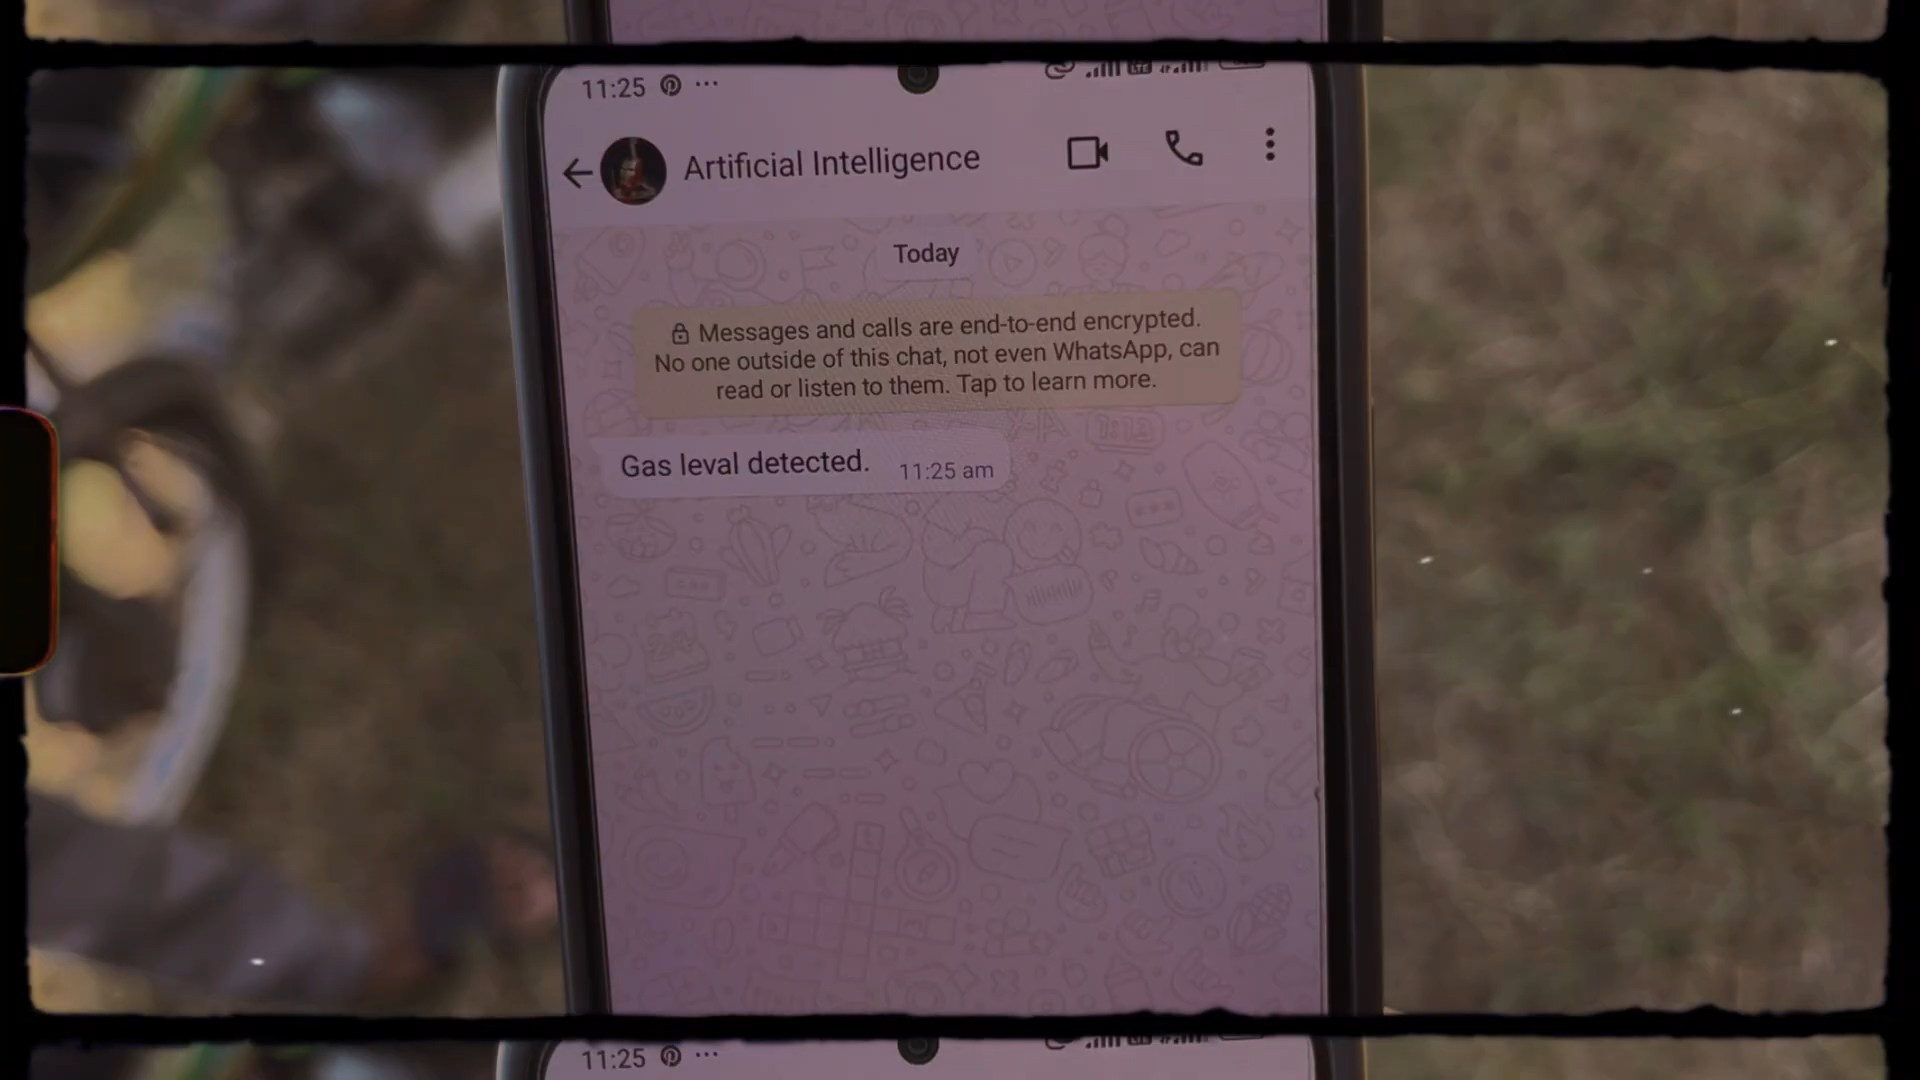 11:25
Artificial Intelligence
Today
Messages and calls are end-to-end encrypted.
No one outside of this chat, not even WhatsApp, can
read or listen to them. Tap to learn more.
Gas leval detected. 11:25 am
11:25